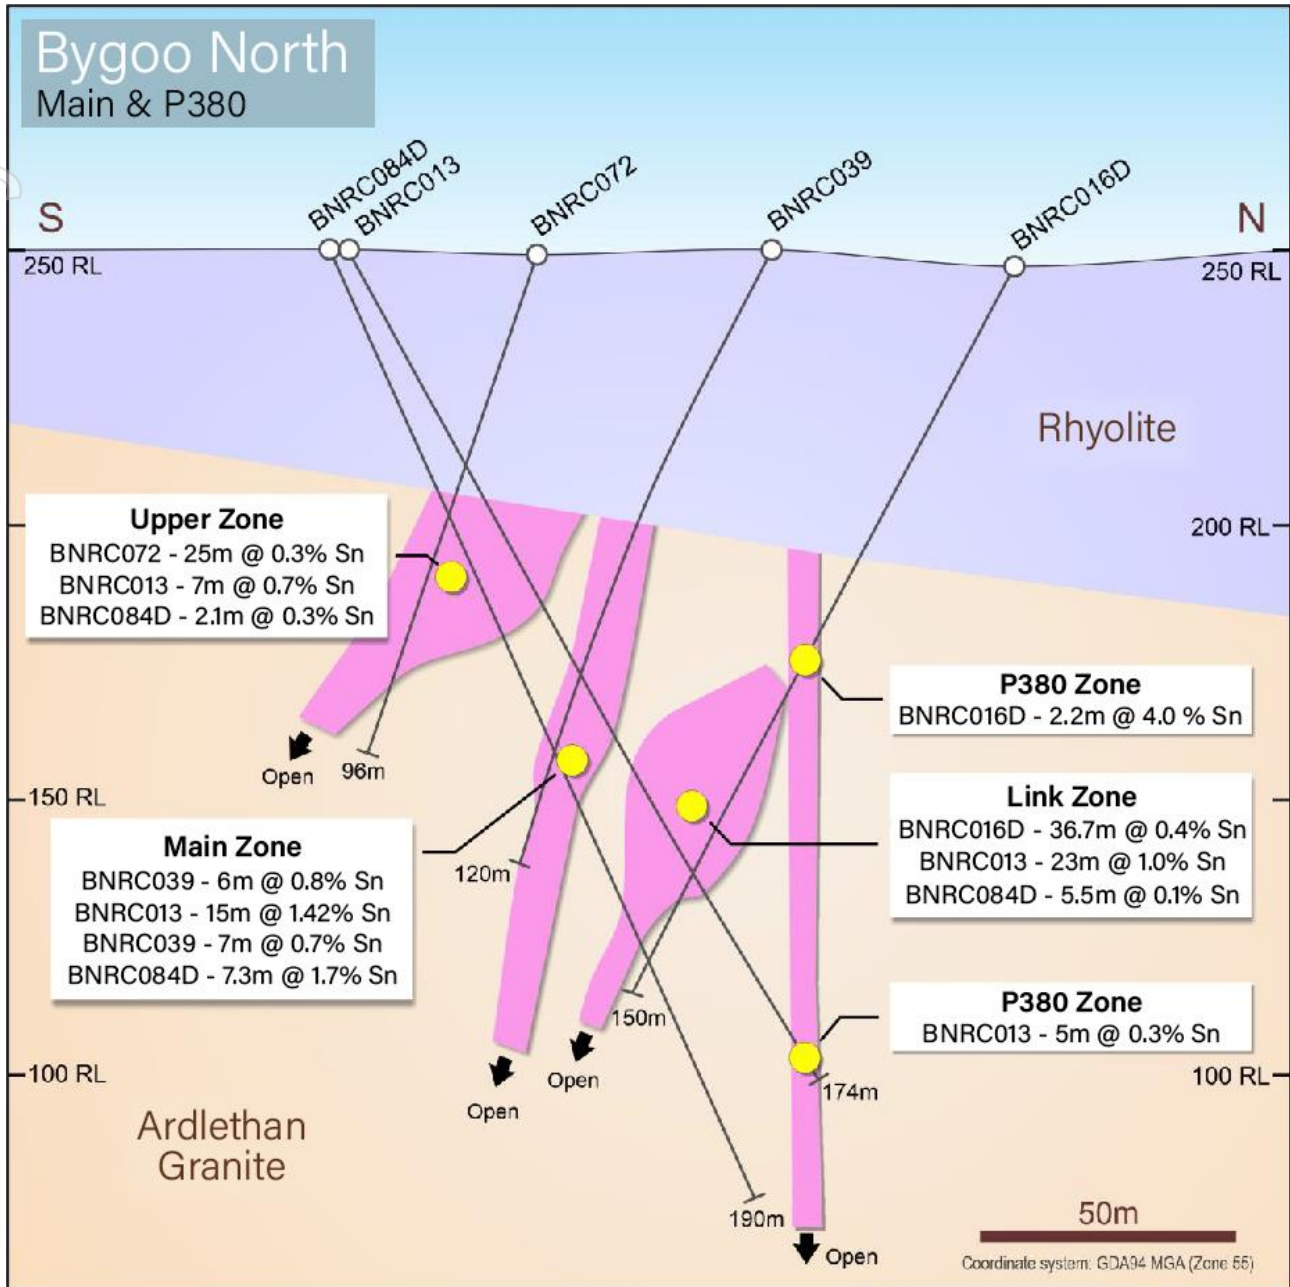 Bygoo North
Main & P380
BNRC084D
BNRC013
BNRC072
BNRC039
BNRC016D
S
N
250 RL
250 RL
Rhyolite
Upper Zone
BNRC072 - 25m @ 0.3% Sn
BNRC013 - 7m @ 0.7% Sn
BNRC084D - 2.1m @ 0.3% Sn
200 RL
P380 Zone
BNRC016D - 2.2m @ 4.0 % Sn
Open
96m
150 RL
Link Zone
BNRC016D - 36.7m @ 0.4% Sn
BNRC013 - 23m @ 1.0% Sn
BNRC084D - 5.5m @ 0.1% Sn
Main Zone
BNRC039 - 6m @ 0.8% Sn
BNRC013 - 15m @ 1.42% Sn
BNRC039 - 7m @ 0.7% Sn
BNRC084D - 7.3m @ 1.7% Sn
120m
150m
P380 Zone
BNRC013 - 5m @ 0.3% Sn
100 RL
Open
Open
174m
100 RL
Ardlethan
Granite
190m
Open
50m
Coordinate system: GDA94 MGA (Zone 55)